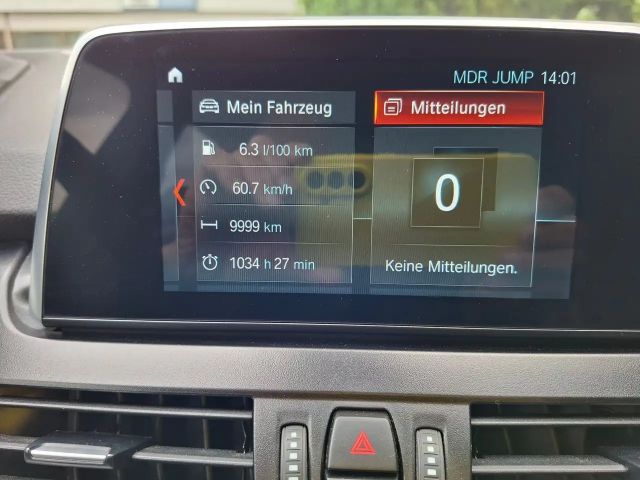 MDR JUMP 14:01
Mein Fahrzeug
Mitteilungen
6.3 l/100 km
60.7 km/h
9999 km
1034 h 27 min
0
Keine Mitteilungen.